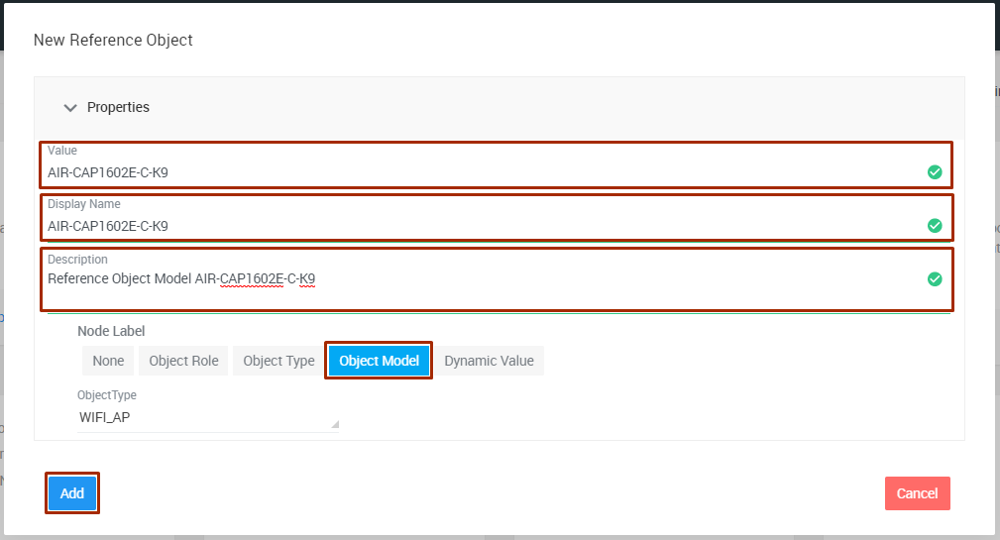 New Reference Object
Properties
Value
AIR-CAP1602E-C-K9
Display Name
AIR-CAP1602E-C-K9
Description
Reference Object Model AIR-CAP1602E-C-K9
Node Label
None Object Role Object Type Object Model Dynamic Value
ObjectType
WIFI_AP
Add Cancel